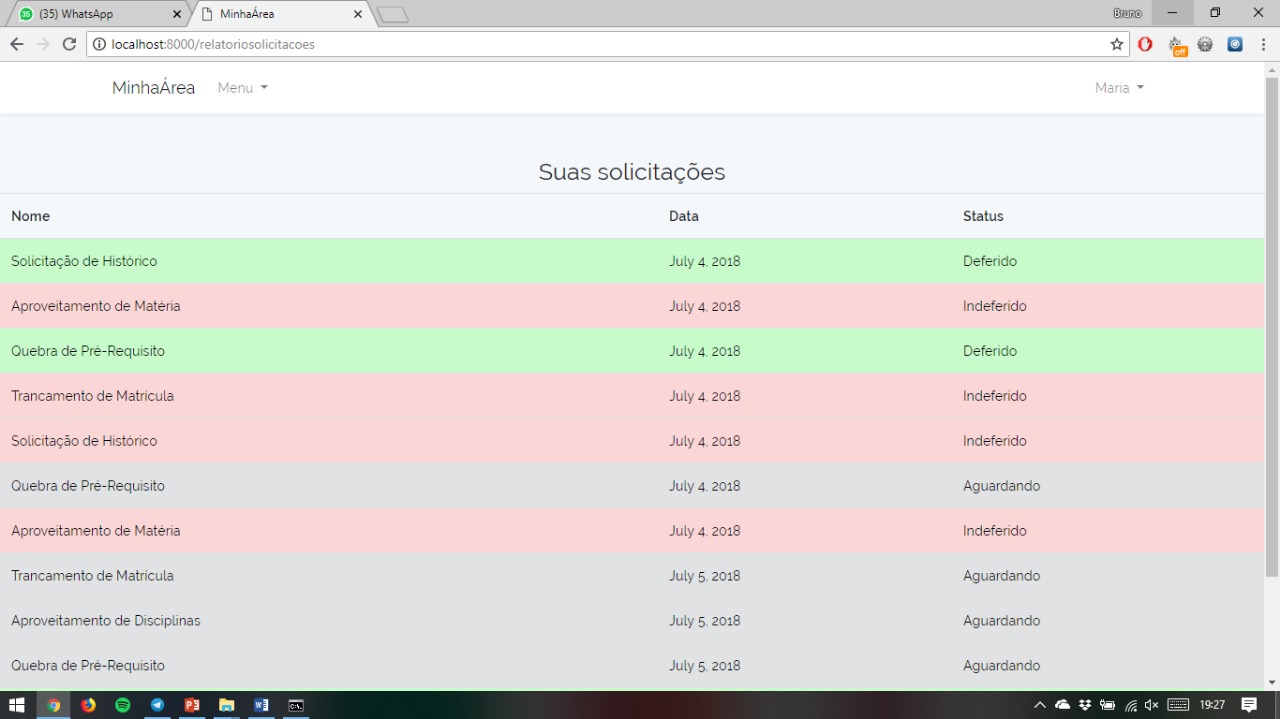 (35) WhatsApp
MinhaÁrea
Bruno
localhost:8000/relatoriosolicitacoes
off
MinhaÁrea Menu Maria
Suas solicitações
Nome Data Status
Solicitação de Histórico July 4, 2018 Deferido
Aproveitamento de Matéria July 4, 2018 Indeferido
Quebra de Pré-Requisito July 4, 2018 Deferido
Trancamento de Matrícula July 4, 2018 Indeferido
Solicitação de Histórico July 4, 2018 Indeferido
Quebra de Pré-Requisito July 4, 2018 Aguardando
Aproveitamento de Matéria July 4, 2018 Indeferido
Trancamento de Matrícula July 5, 2018 Aguardando
Aproveitamento de Disciplinas July 5, 2018 Aguardando
Quebra de Pré-Requisito July 5, 2018 Aguardando
19:27